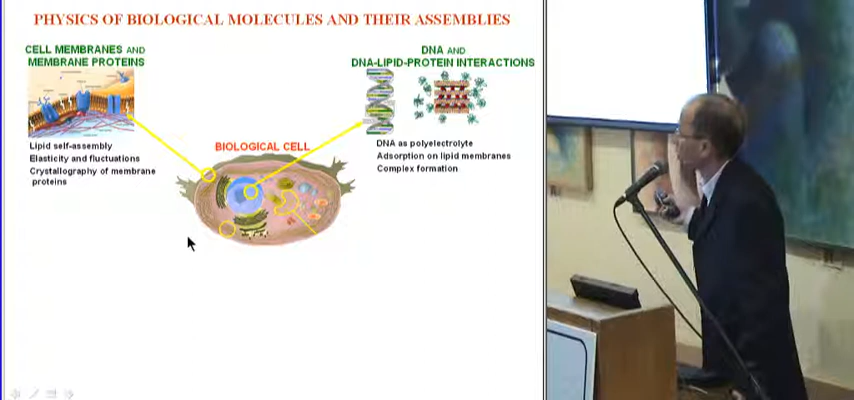 PHYSICS OF BIOLOGICAL MOLECULES AND THEIR ASSEMBLIES
CELL MEMBRANES AND
MEMBRANE PROTEINS
Lipid self-assembly
Elasticity and fluctuations
Crystallography of membrane
proteins
BIOLOGICAL CELL
DNA AND
DNA-LIPID-PROTEIN INTERACTIONS
DNA as polyelectrolyte
Adsorption on lipid membranes
Complex formation